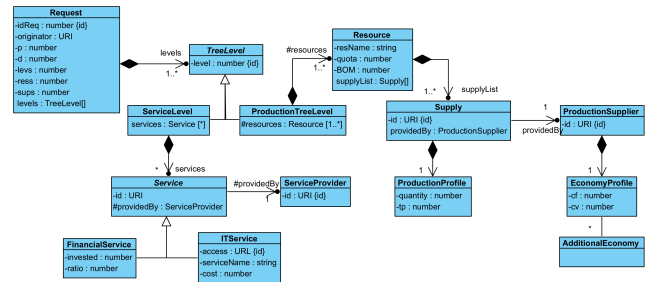 Request
-idReq : number {id}
-originator : URI
-p : number
-d : number
-levs : number
-ress : number
-sups : number
levels : TreeLevel[]
levels
1..*
TreeLevel
-level : number {id}
#resources
1..*
Resource
-resName : string
-quota : number
-BOM : number
supplyList : Supply[]
1..*
supplyList
ServiceLevel
services : Service [*]
ProductionTreeLevel
#resources : Resource [1..*]
Supply
-id : URI {id}
providedBy : ProductionSupplier
1
providedBy
ProductionSupplier
-id : URI {id}
* services
Service
-id : URI
#providedBy : ServiceProvider
#providedBy
1
ServiceProvider
-id : URI {id}
1
ProductionProfile
-quantity : number
-tp : number
1
EconomyProfile
-cf : number
-cv : number
*
AdditionalEconomy
FinancialService
-invested : number
-ratio : number
ITService
-access : URL {id}
-serviceName : string
-cost : number